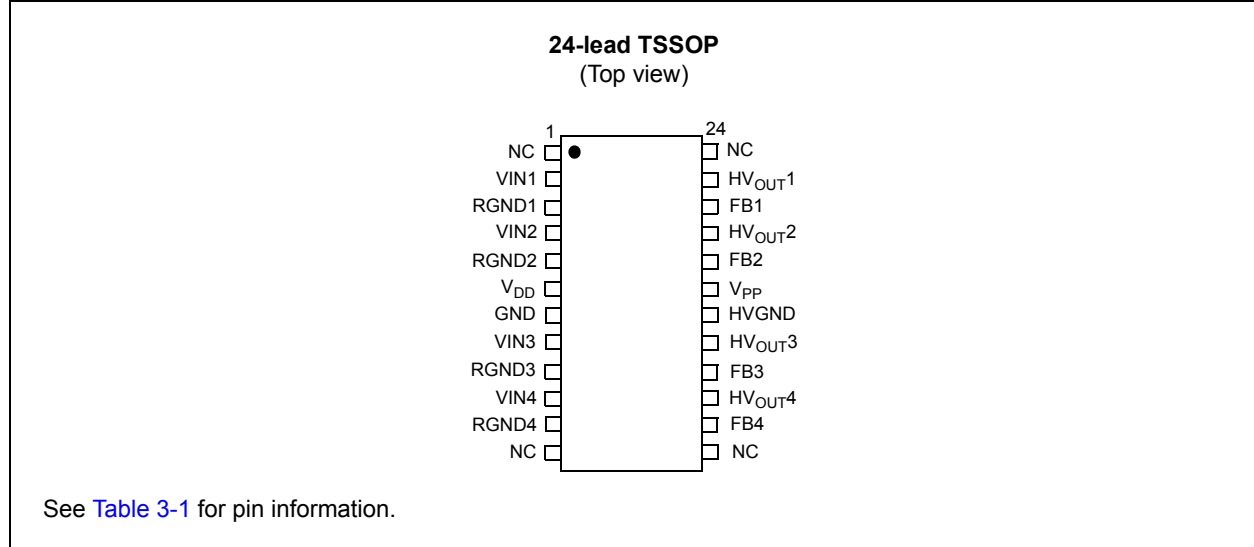 24-lead TSSOP
(Top view)
1 24
NC NC
VIN1 HVOUT1
RGND1 FB1
VIN2 HVOUT2
RGND2 FB2
VDD VPP
GND HVGND
VIN3 HVOUT3
RGND3 FB3
VIN4 HVOUT4
RGND4 FB4
NC NC
See Table 3-1 for pin information.